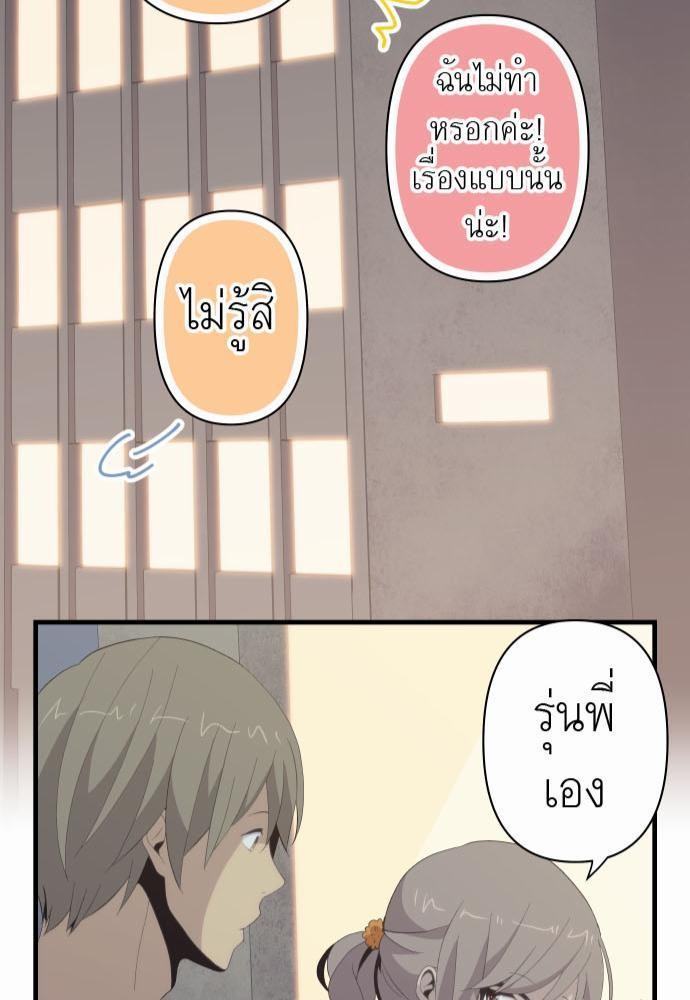 ฉันไม่ทำ
หรอกค่ะ!
เรื่องแบบนั้น
น่ะ!
ไม่รู้สิ
รุ่นพี่
เอง